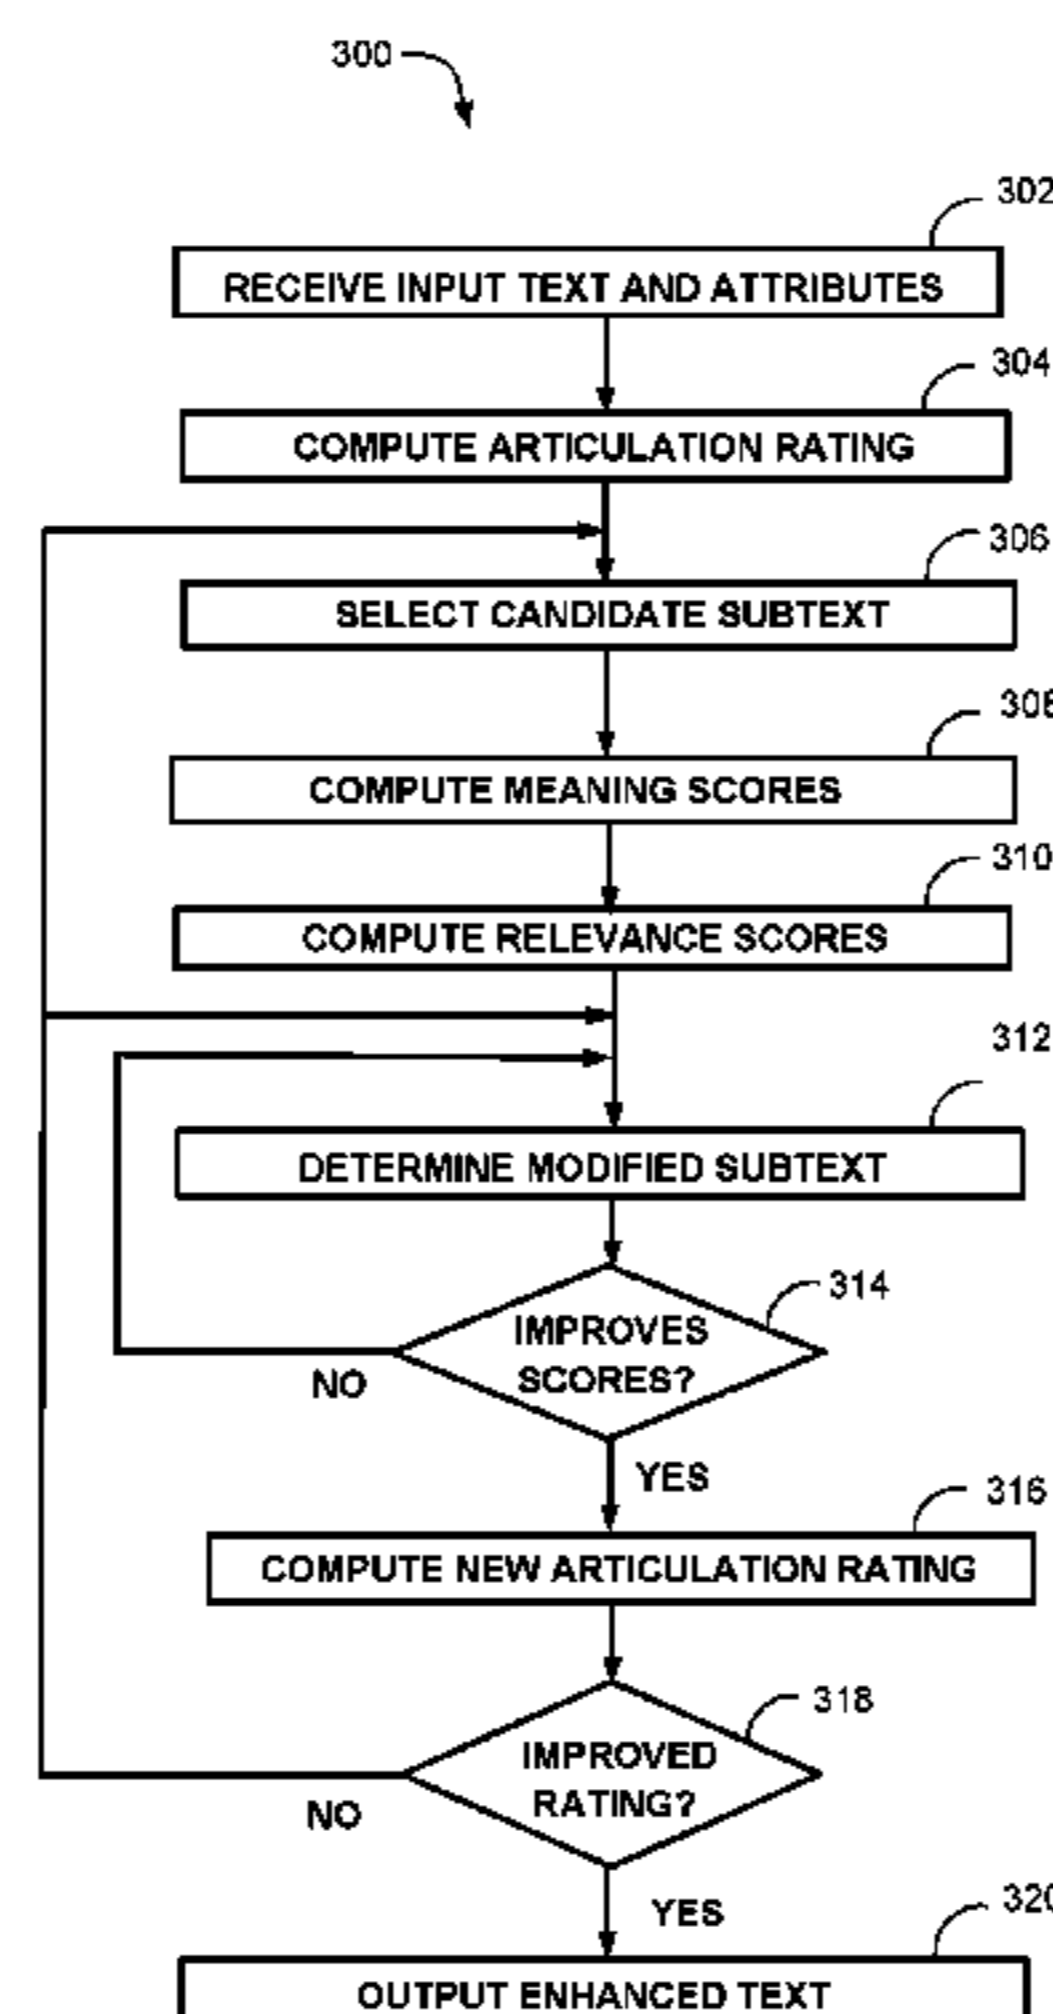 300
302
RECEIVE INPUT TEXT AND ATTRIBUTES
304
COMPUTE ARTICULATION RATING
306
SELECT CANDIDATE SUBTEXT
308
COMPUTE MEANING SCORES
310
COMPUTE RELEVANCE SCORES
312
DETERMINE MODIFIED SUBTEXT
314
IMPROVES
SCORES?
NO
YES
316
COMPUTE NEW ARTICULATION RATING
318
IMPROVED
RATING?
NO
YES
320
OUTPUT ENHANCED TEXT